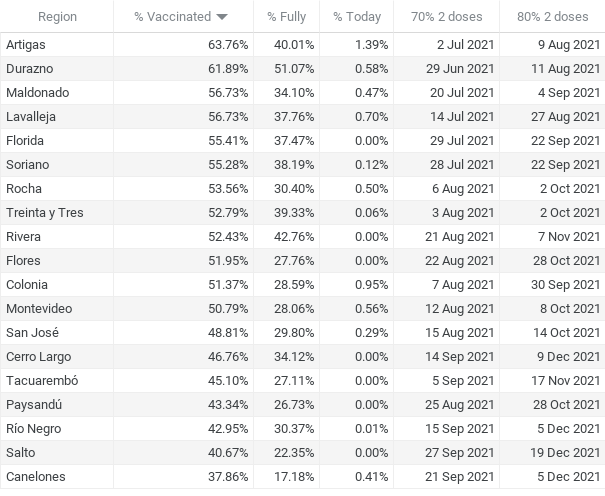 Region % Vaccinated % Fully % Today 70% 2 doses 80% 2 doses
Artigas 63.76% 40.01% 1.39% 2 Jul 2021 9 Aug 2021
Durazno 61.89% 51.07% 0.58% 29 Jun 2021 11 Aug 2021
Maldonado 56.73% 34.10% 0.47% 20 Jul 2021 4 Sep 2021
Lavalleja 56.73% 37.76% 0.70% 14 Jul 2021 27 Aug 2021
Florida 55.41% 37.47% 0.00% 29 Jul 2021 22 Sep 2021
Soriano 55.28% 38.19% 0.12% 28 Jul 2021 22 Sep 2021
Rocha 53.56% 30.40% 0.50% 6 Aug 2021 2 Oct 2021
Treinta y Tres 52.79% 39.33% 0.06% 3 Aug 2021 2 Oct 2021
Rivera 52.43% 42.76% 0.00% 21 Aug 2021 7 Nov 2021
Flores 51.95% 27.76% 0.00% 22 Aug 2021 28 Oct 2021
Colonia 51.37% 28.59% 0.95% 7 Aug 2021 30 Sep 2021
Montevideo 50.79% 28.06% 0.56% 12 Aug 2021 8 Oct 2021
San José 48.81% 29.80% 0.29% 15 Aug 2021 14 Oct 2021
Cerro Largo 46.76% 34.12% 0.00% 14 Sep 2021 9 Dec 2021
Tacuarembó 45.10% 27.11% 0.00% 5 Sep 2021 17 Nov 2021
Paysandú 43.34% 26.73% 0.00% 25 Aug 2021 28 Oct 2021
Río Negro 42.95% 30.37% 0.01% 15 Sep 2021 5 Dec 2021
Salto 40.67% 22.35% 0.00% 27 Sep 2021 19 Dec 2021
Canelones 37.86% 17.18% 0.41% 21 Sep 2021 5 Dec 2021